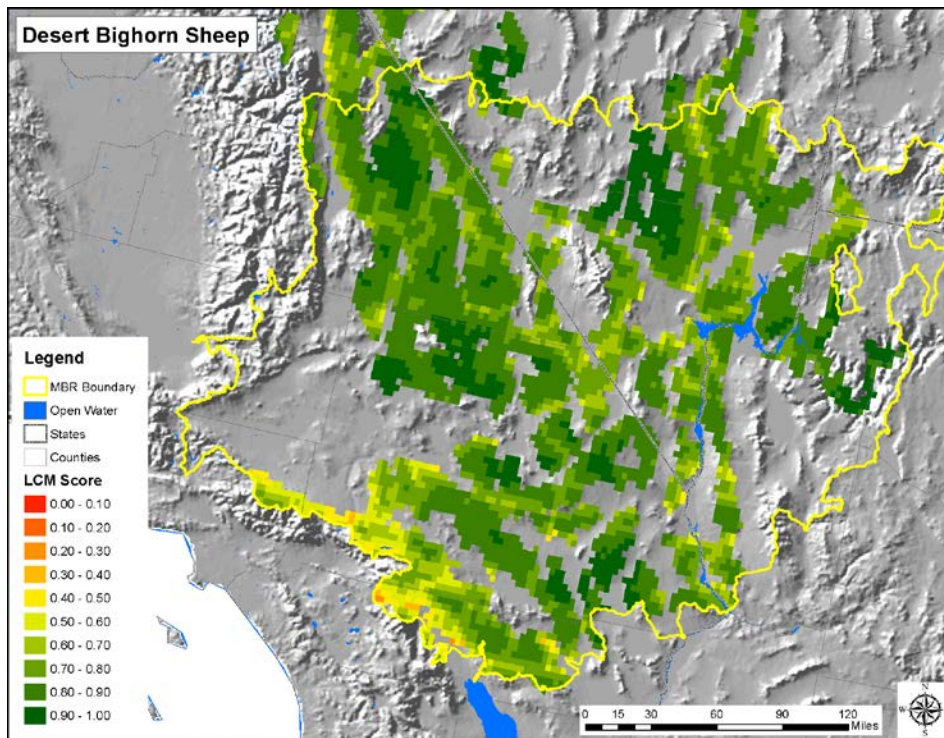 Desert Bighorn Sheep
Legend
MBR Boundary
Open Water
States
Counties
LCM Score
0.00 - 0.10
0.10 - 0.20
0.20 - 0.30
0.30 - 0.40
0.40 - 0.50
0.50 - 0.60
0.60 - 0.70
0.70 - 0.80
0.80 - 0.90
0.90 - 1.00
0 15 30 60 90 120
Miles
N
W E
S